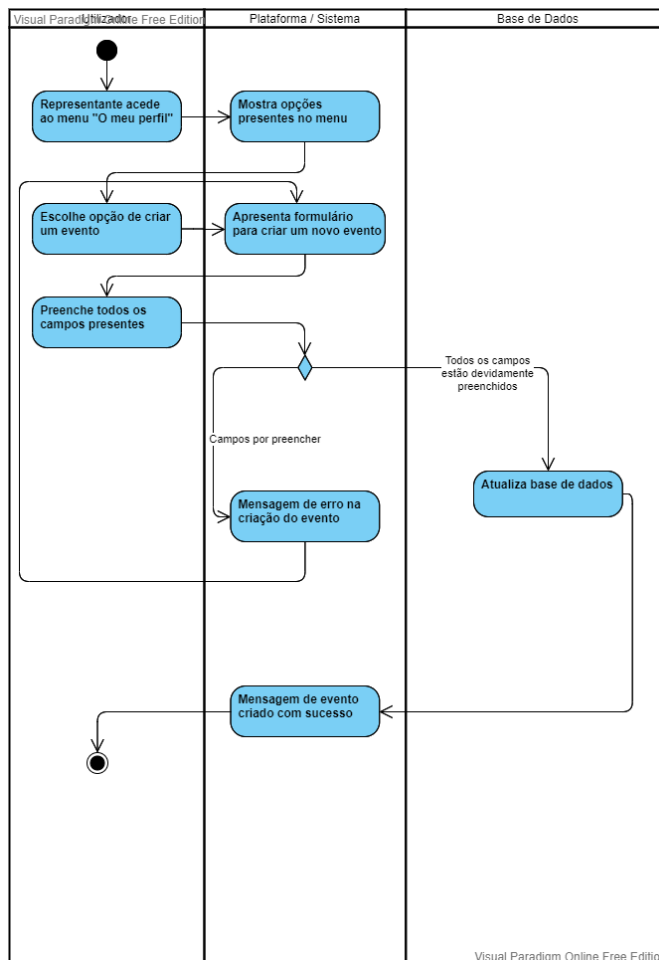 Visual Paradigm Online Free Edition
Utilizador
Plataforma / Sistema
Base de Dados
Representante acede
ao menu "O meu perfil"
Mostra opções
presentes no menu
Escolhe opção de criar
um evento
Apresenta formulário
para criar um novo evento
Preenche todos os
campos presentes
Todos os campos
estão devidamente
preenchidos
Campos por preencher
Atualiza base de dados
Mensagem de erro na
criação do evento
Mensagem de evento
criado com sucesso
Visual Paradigm Online Free Editio